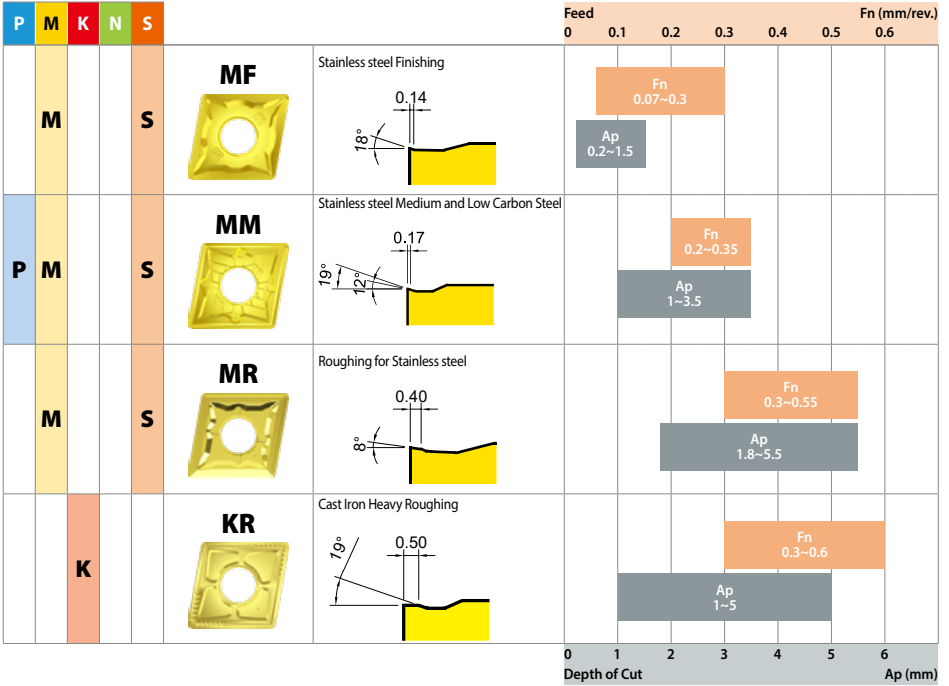 P M K N S
Feed Fn (mm/rev.)
0 0.1 0.2 0.3 0.4 0.5 0.6
M S
MF
Stainless steel Finishing
0.14
18°
Fn
0.07~0.3
Ap
0.2~1.5
P M S
MM
Stainless steel Medium and Low Carbon Steel
0.17
19°
12°
Fn
0.2~0.35
Ap
1~3.5
M S
MR
Roughing for Stainless steel
0.40
8°
Fn
0.3~0.55
Ap
1.8~5.5
K
KR
Cast Iron Heavy Roughing
0.50
19°
Fn
0.3~0.6
Ap
1~5
0 1 2 3 4 5 6
Depth of Cut Ap (mm)